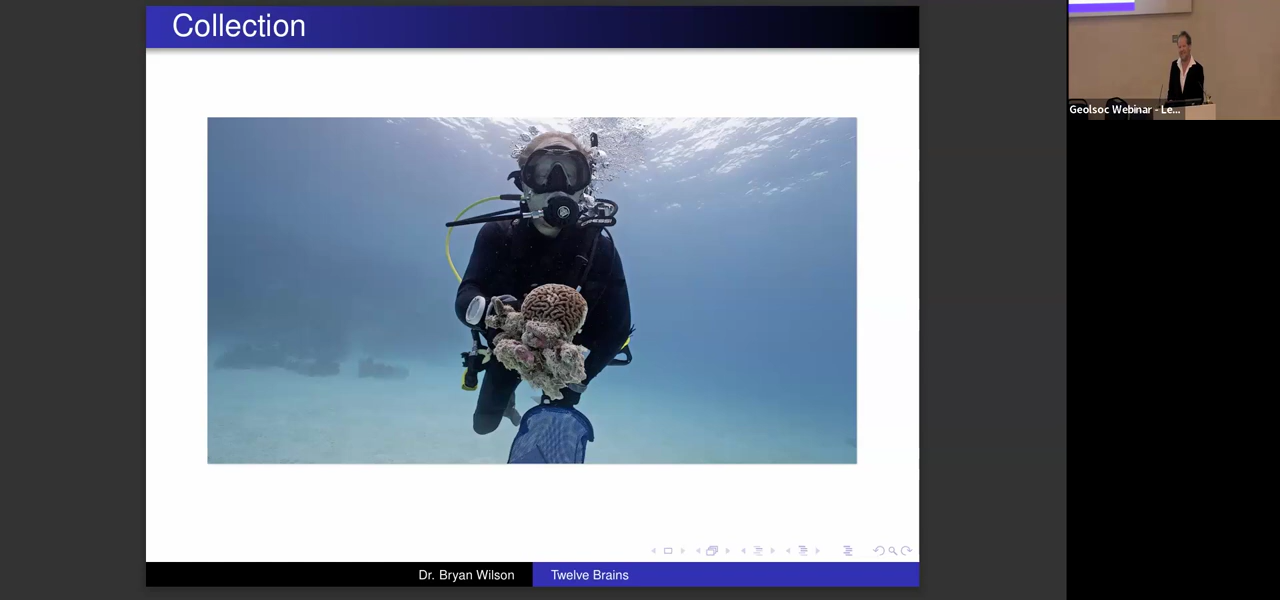 Collection
Geolsoc Webinar - Le...
Dr. Bryan Wilson
Twelve Brains